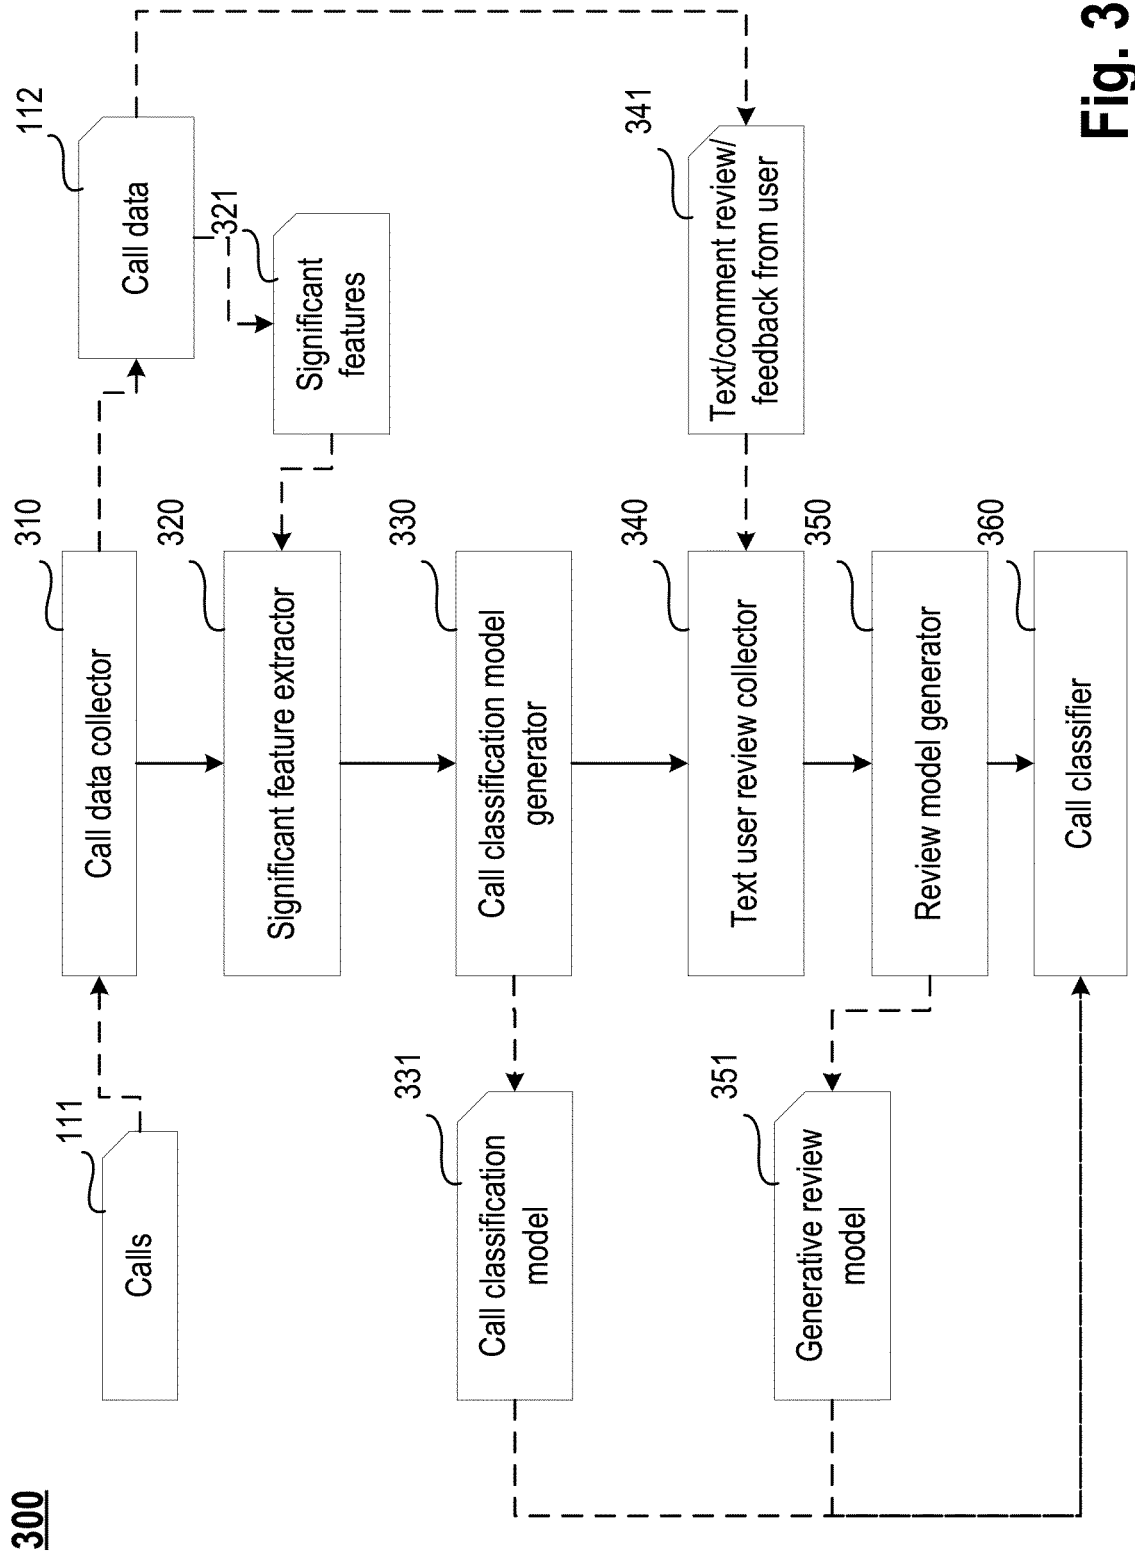 300
111
Calls
310
Call data collector
112
Call data
320
Significant feature extractor
321
Significant
features
330
Call classification model
generator
331
Call classification
model
340
Text user review collector
341
Text/comment review/
feedback from user
350
Review model generator
351
Generative review
model
360
Call classifier
Fig. 3